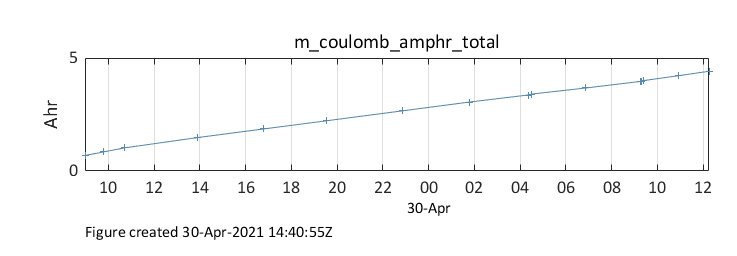 m_coulomb_amphr_total
5
Ahr
0
10 12 14 16 18 20 22 00 02 04 06 08 10 12
30-Apr
Figure created 30-Apr-2021 14:40:55Z